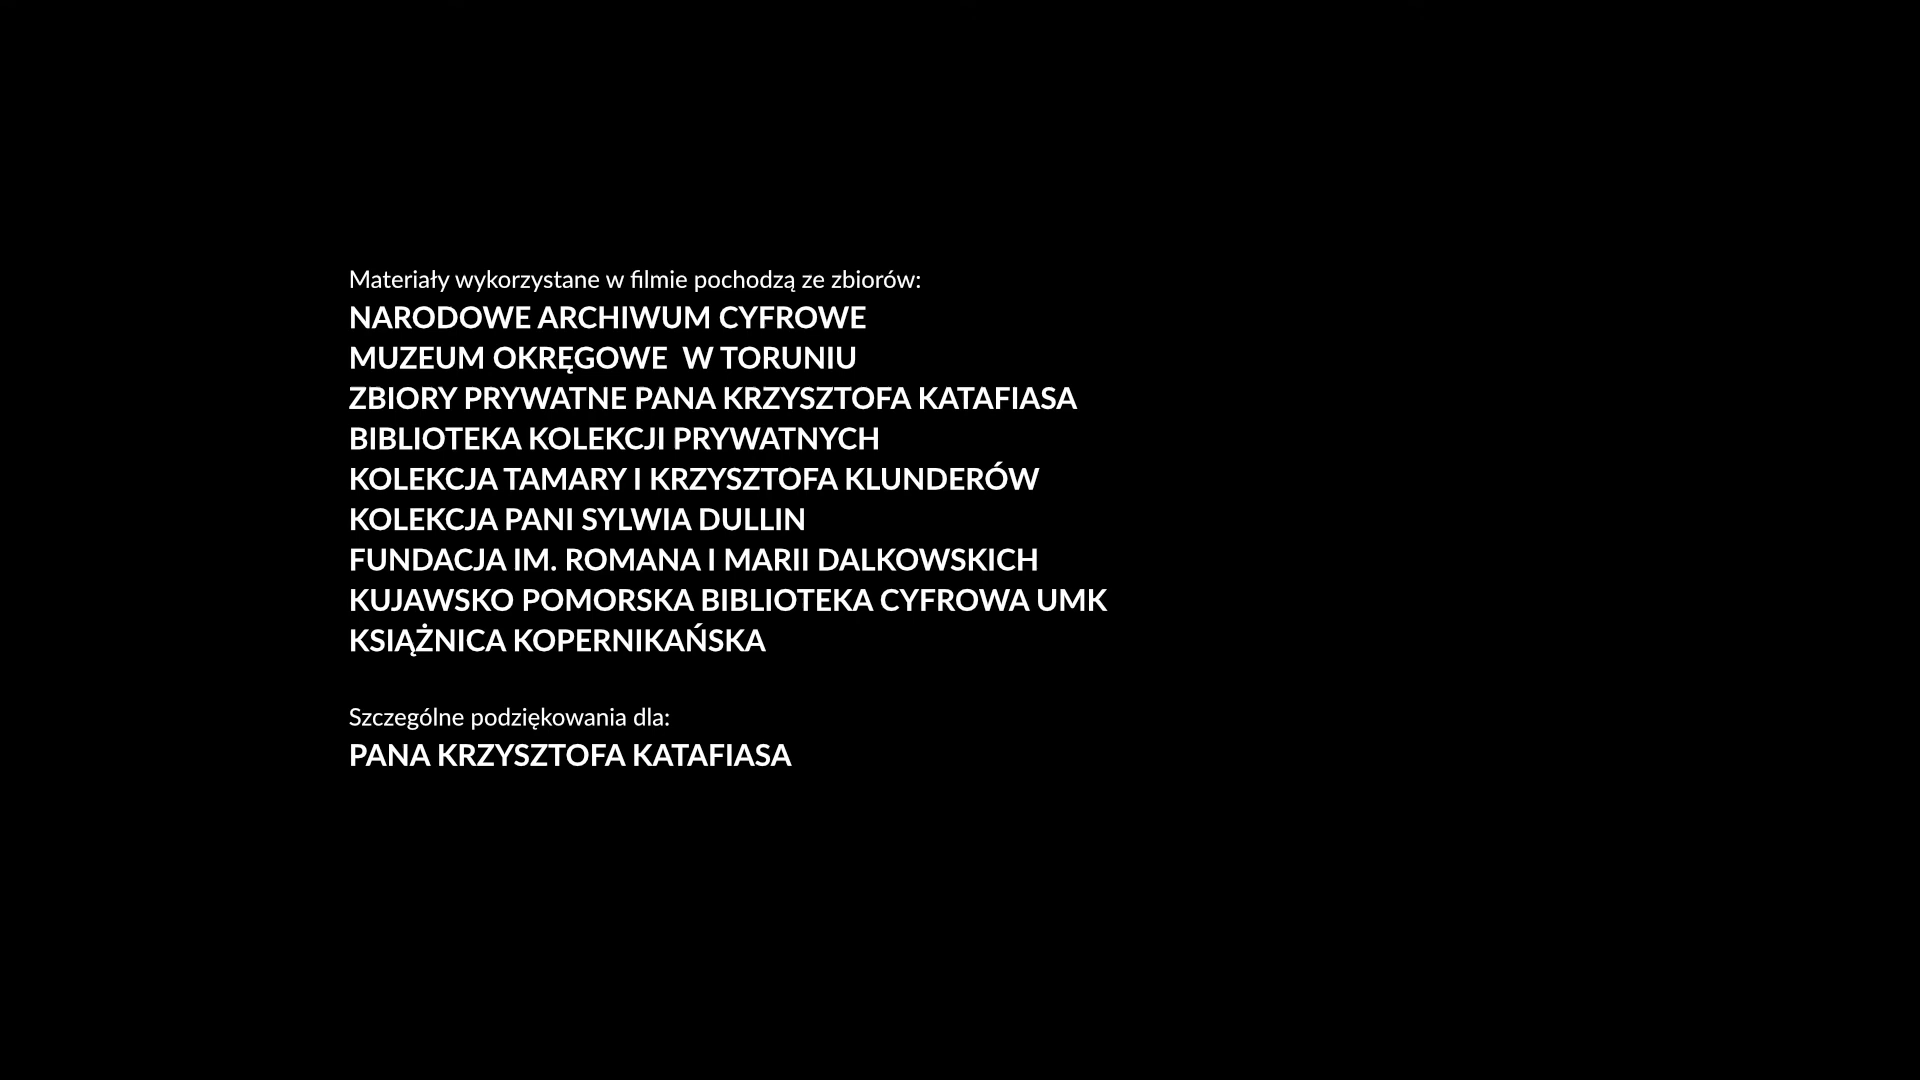 Materiały wykorzystane w filmie pochodzą ze zbiorów:
NARODOWE ARCHIWUM CYFROWE
MUZEUM OKRĘGOWE  W TORUNIU
ZBIORY PRYWATNE PANA KRZYSZTOFA KATAFIASA
BIBLIOTEKA KOLEKCJI PRYWATNYCH
KOLEKCJA TAMARY I KRZYSZTOFA KLUNDERÓW
KOLEKCJA PANI SYLWIA DULLIN
FUNDACJA IM. ROMANA I MARII DALKOWSKICH
KUJAWSKO POMORSKA BIBLIOTEKA CYFROWA UMK
KSIĄŻNICA KOPERNIKAŃSKA
Szczególne podziękowania dla:
PANA KRZYSZTOFA KATAFIASA